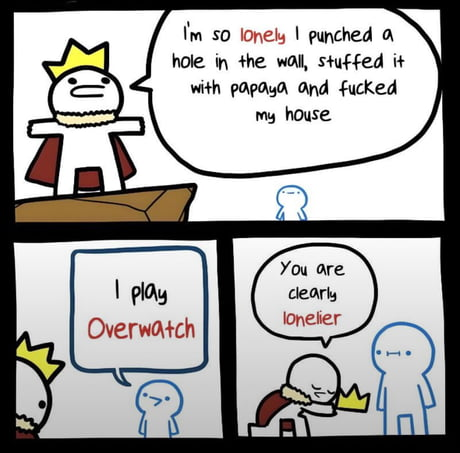 I'm so lonely I punched a
hole in the wall, stuffed it
with papaya and fucked
my house
I play
Overwatch
You are
clearly
lonelier